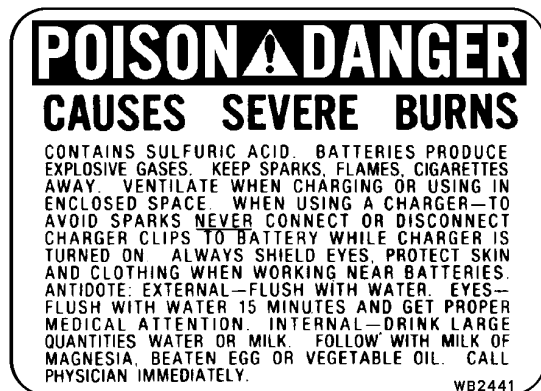 POISON DANGER
CAUSES SEVERE BURNS
CONTAINS SULFURIC ACID. BATTERIES PRODUCE
EXPLOSIVE GASES. KEEP SPARKS, FLAMES, CIGARETTES
AWAY. VENTILATE WHEN CHARGING OR USING IN
ENCLOSED SPACE. WHEN USING A CHARGER—TO
AVOID SPARKS NEVER CONNECT OR DISCONNECT
CHARGER CLIPS TO BATTERY WHILE CHARGER IS
TURNED ON. ALWAYS SHIELD EYES, PROTECT SKIN
AND CLOTHING WHEN WORKING NEAR BATTERIES.
ANTIDOTE: EXTERNAL—FLUSH WITH WATER. EYES—
FLUSH WITH WATER 15 MINUTES AND GET PROPER
MEDICAL ATTENTION. INTERNAL—DRINK LARGE
QUANTITIES WATER OR MILK. FOLLOW WITH MILK OF
MAGNESIA, BEATEN EGG OR VEGETABLE OIL. CALL
PHYSICIAN IMMEDIATELY.
WB2441